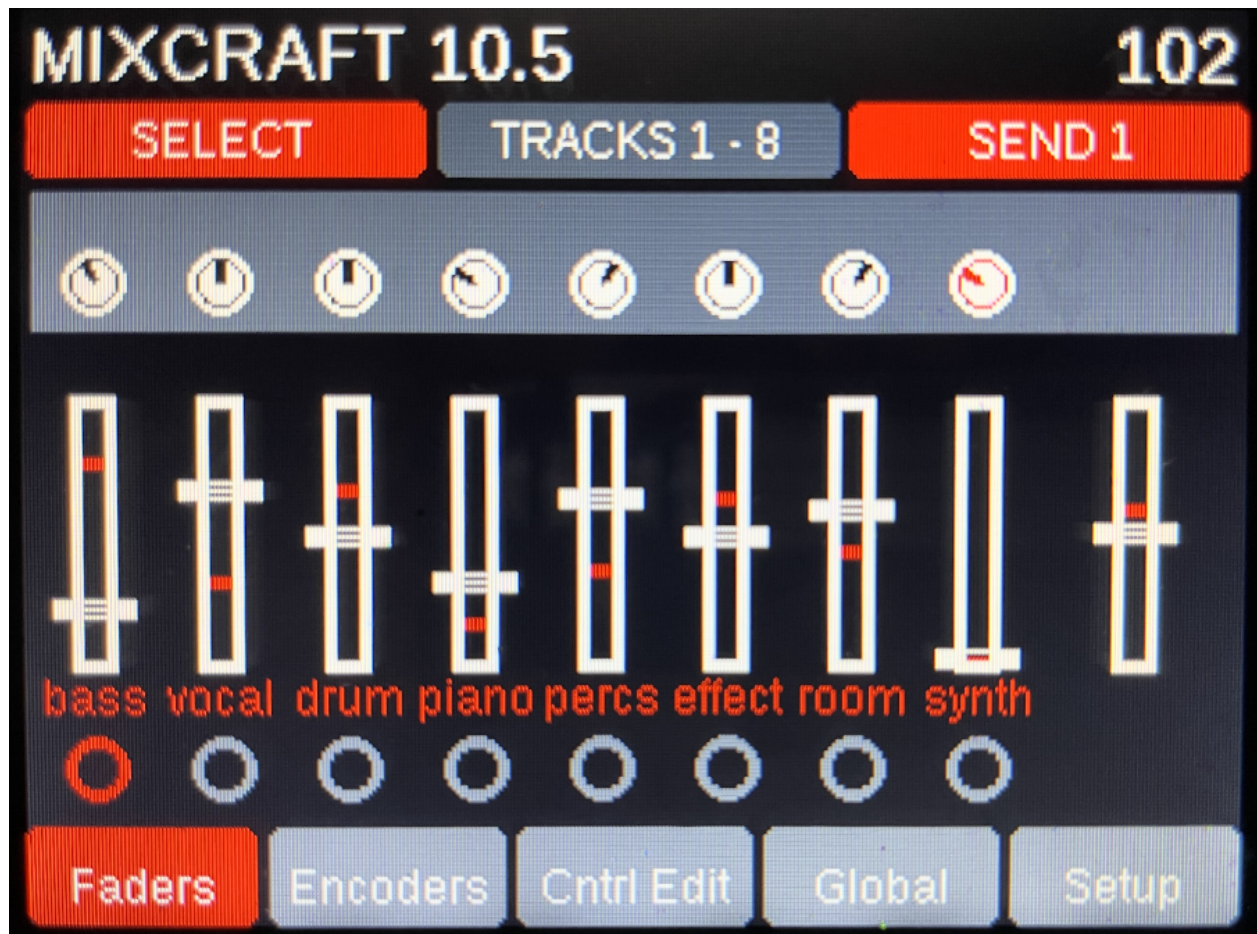 MIXCRAFT 10.5 102
SELECT TRACKS 1 - 8 SEND 1
bass vocal drum piano percs effect room synth
Faders Encoders Cntrl Edit Global Setup